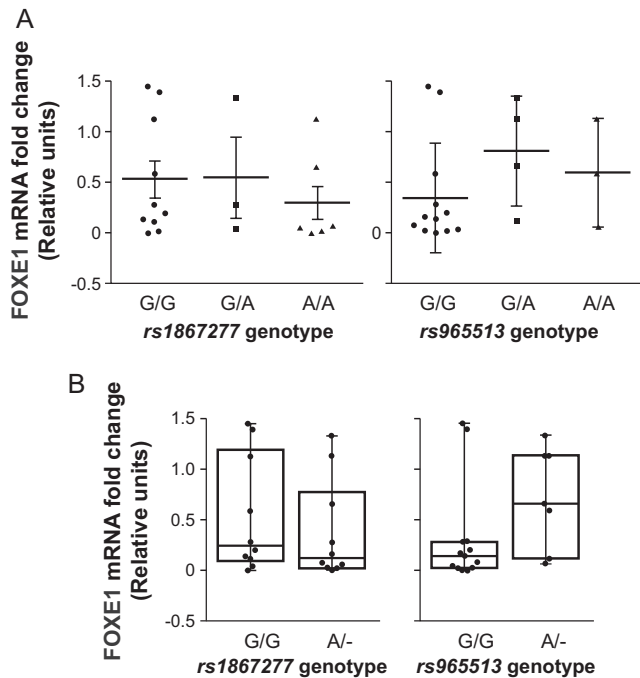 A
FOXE1 mRNA fold change
(Relative units)
1.5
1.0
0.5
0
-0.5
0
G/G G/A A/A
G/G G/A A/A
rs1867277 genotype
rs965513 genotype
B
FOXE1 mRNA fold change
(Relative units)
1.5
1.0
0.5
0
-0.5
G/G A/-
G/G A/-
rs1867277 genotype
rs965513 genotype